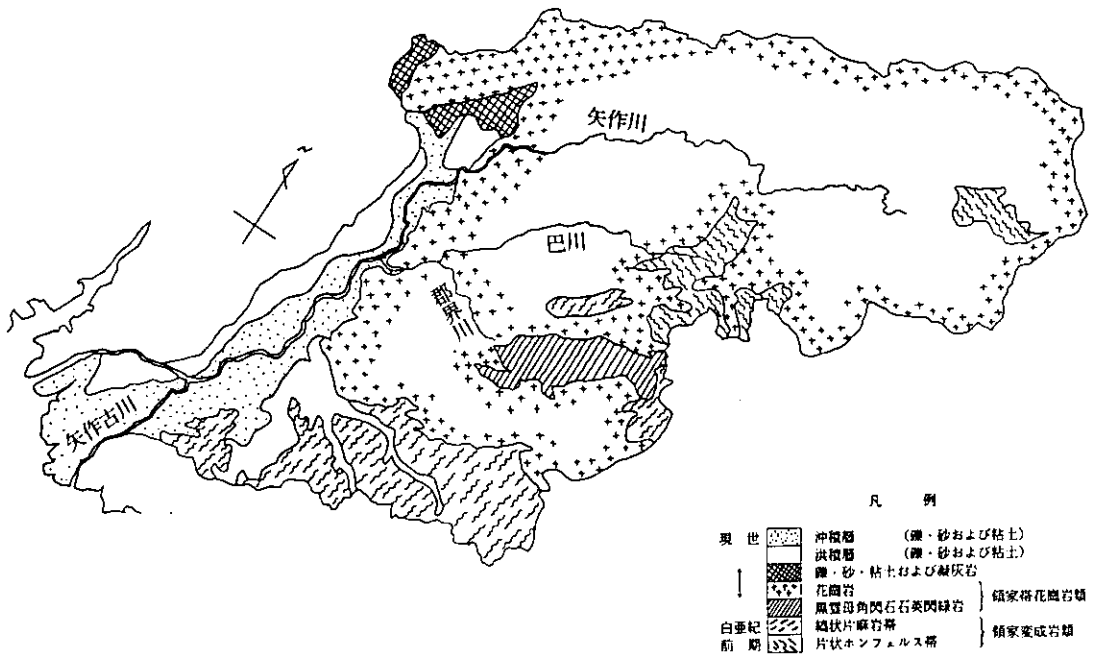 矢作川
巴川
郡界川
矢作古川
N
凡 例
現世 沖積層 (礫・砂および粘土)
洪積層 (礫・砂および粘土)
礫・砂・粘土および凝灰岩
花崗岩
黒雲母角閃石石英閃緑岩
領家帯花崗岩類
白亜紀 縞状片麻岩帯
前期 片状ホンフェルス帯
領家変成岩類